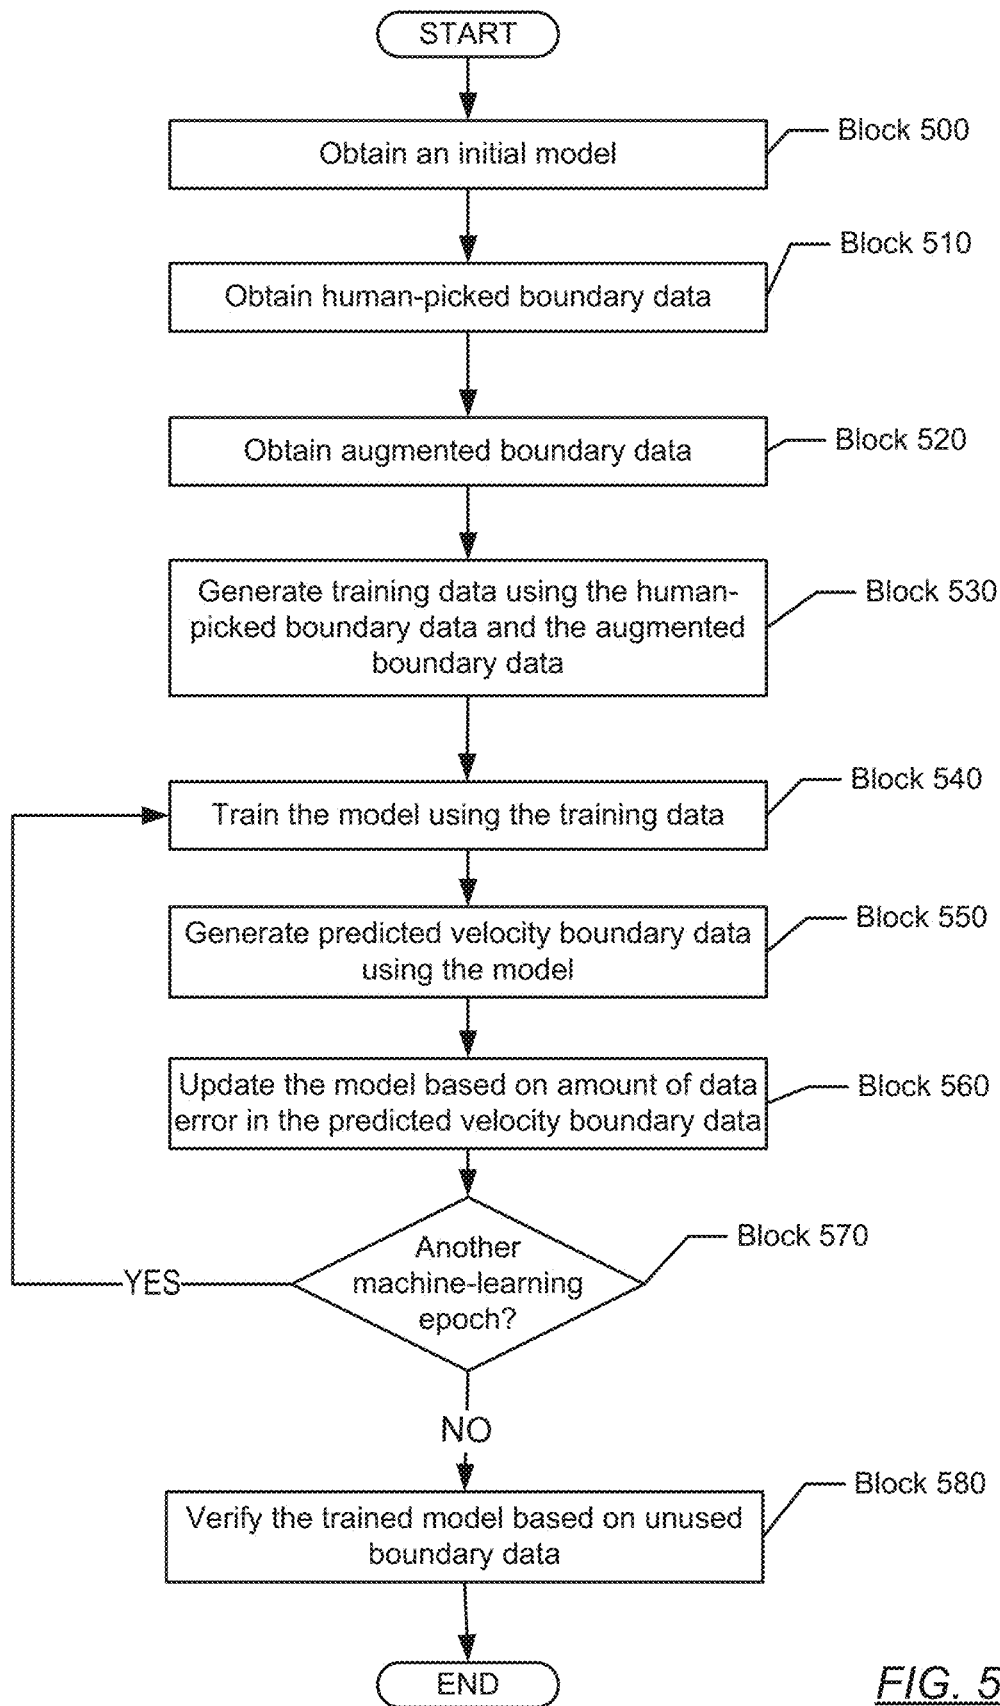 START
Block 500
Obtain an initial model
Block 510
Obtain human-picked boundary data
Block 520
Obtain augmented boundary data
Block 530
Generate training data using the human-
picked boundary data and the augmented
boundary data
Block 540
Train the model using the training data
Block 550
Generate predicted velocity boundary data
using the model
Block 560
Update the model based on amount of data
error in the predicted velocity boundary data
Block 570
Another
machine-learning
epoch?
YES
NO
Block 580
Verify the trained model based on unused
boundary data
END
FIG. 5